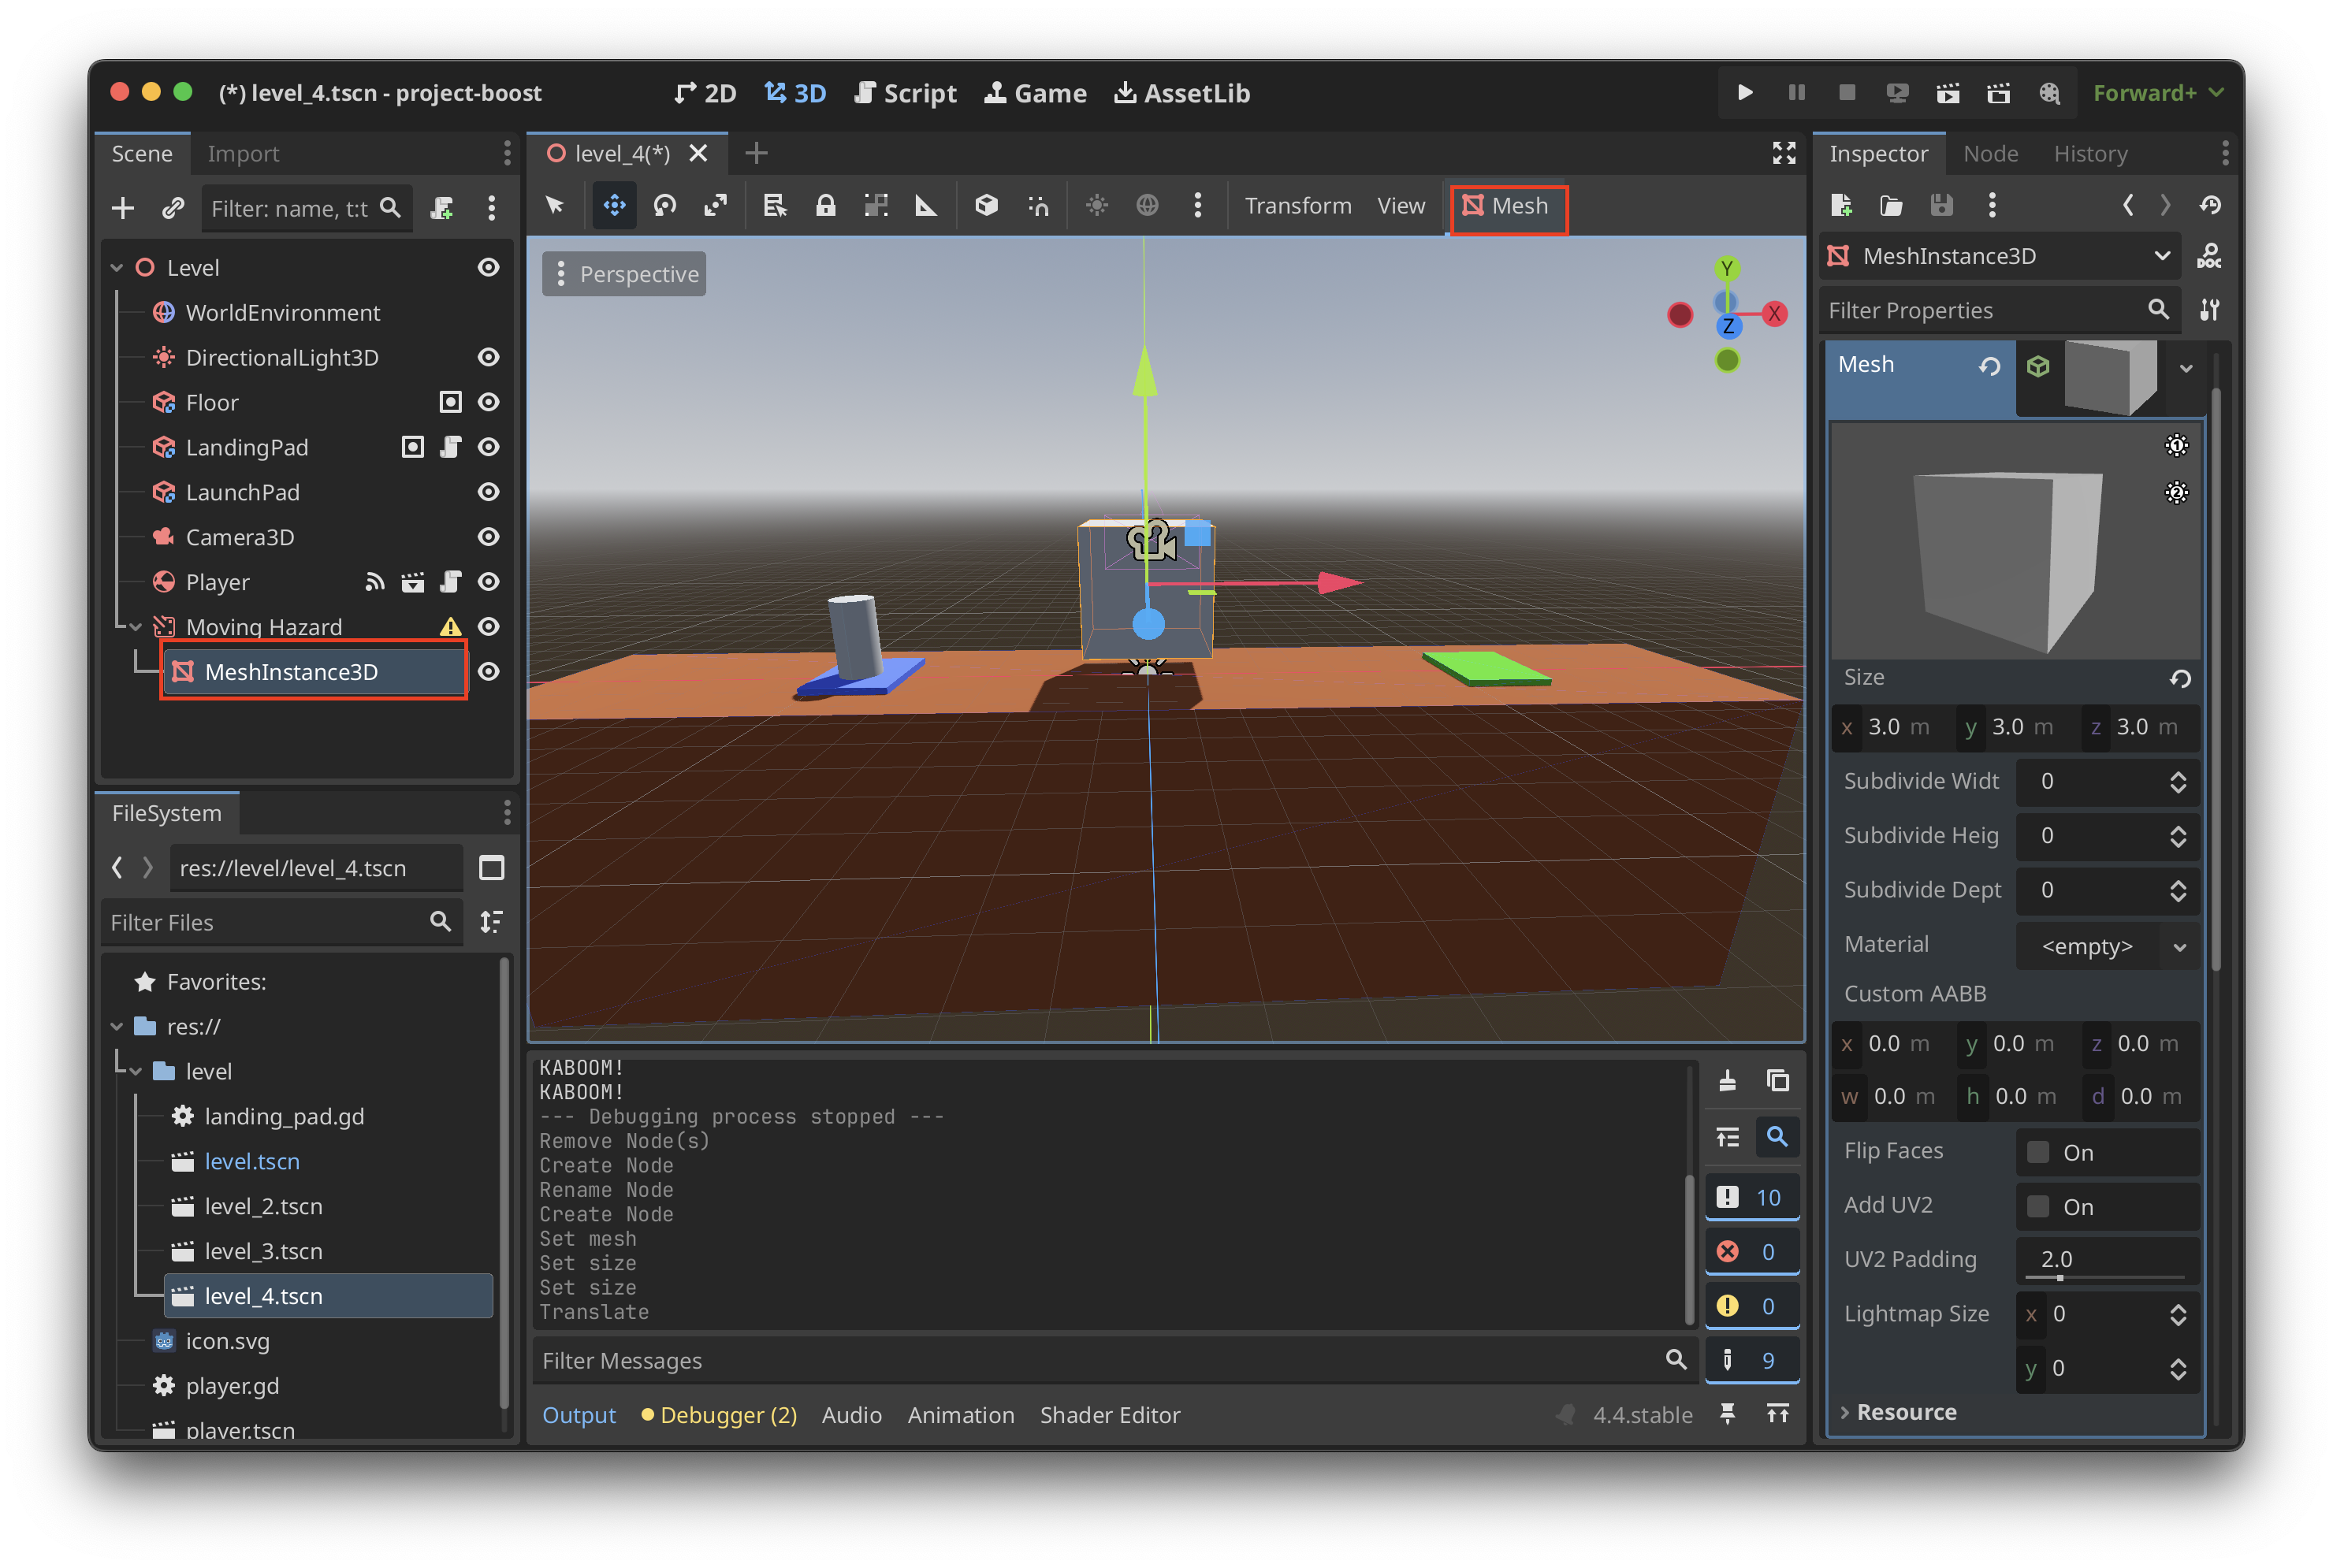 (*) level_4.tscn - project-boost
2D
3D
Script
Game
AssetLib
Forward+
Scene
Import
Filter: name, t:t
Level
WorldEnvironment
DirectionalLight3D
Floor
LandingPad
LaunchPad
Camera3D
Player
Moving Hazard
MeshInstance3D
FileSystem
res://level/level_4.tscn
Filter Files
Favorites:
res://
level
landing_pad.gd
level.tscn
level_2.tscn
level_3.tscn
level_4.tscn
icon.svg
player.gd
player.tscn
level_4(*)
Transform
View
Mesh
Perspective
Y
X
Z
KABOOM!
KABOOM!
--- Debugging process stopped ---
Remove Node(s)
Create Node
Rename Node
Create Node
Set mesh
Set size
Set size
Translate
10
0
0
9
Filter Messages
Output
Debugger (2)
Audio
Animation
Shader Editor
4.4.stable
Inspector
Node
History
MeshInstance3D
DOC
Filter Properties
Mesh
1
2
Size
x 3.0 m y 3.0 m z 3.0 m
Subdivide Widt 0
Subdivide Heig 0
Subdivide Dept 0
Material <empty>
Custom AABB
x 0.0 m y 0.0 m z 0.0 m
w 0.0 m h 0.0 m d 0.0 m
Flip Faces On
Add UV2 On
UV2 Padding 2.0
Lightmap Size x 0
y 0
Resource